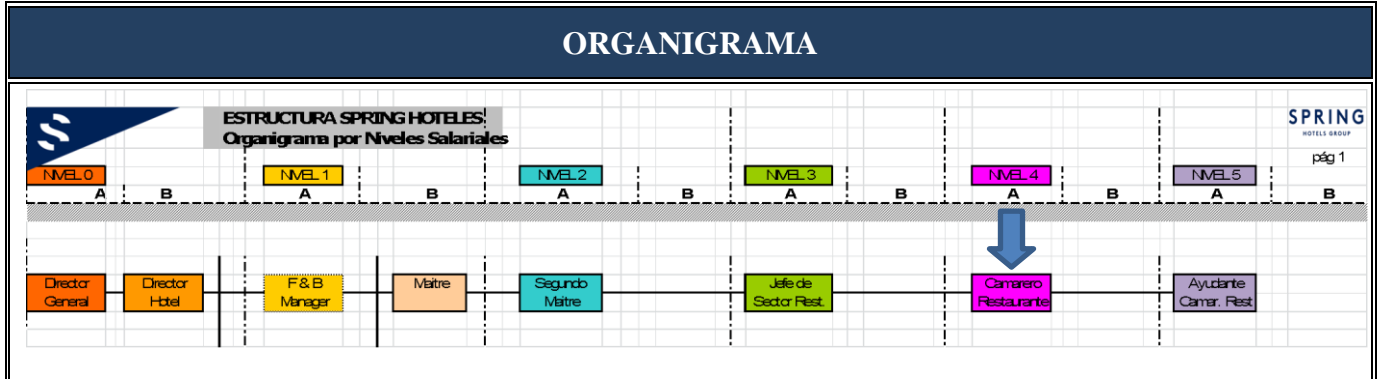 ORGANIGRAMA
ESTRUCTURA SPRING HOTELES
Organigrama por Niveles Salariales
SPRING
HOTELS GROUP
pág 1
NIVEL 0
NIVEL 1
NIVEL 2
NIVEL 3
NIVEL 4
NIVEL 5
A B A B A B A B A B A B
Director
General
Director
Hotel
F & B
Manager
Maitre
Segundo
Maitre
Jefe de
Sector Rest.
Camarero
Restaurante
Ayudante
Camar. Rest